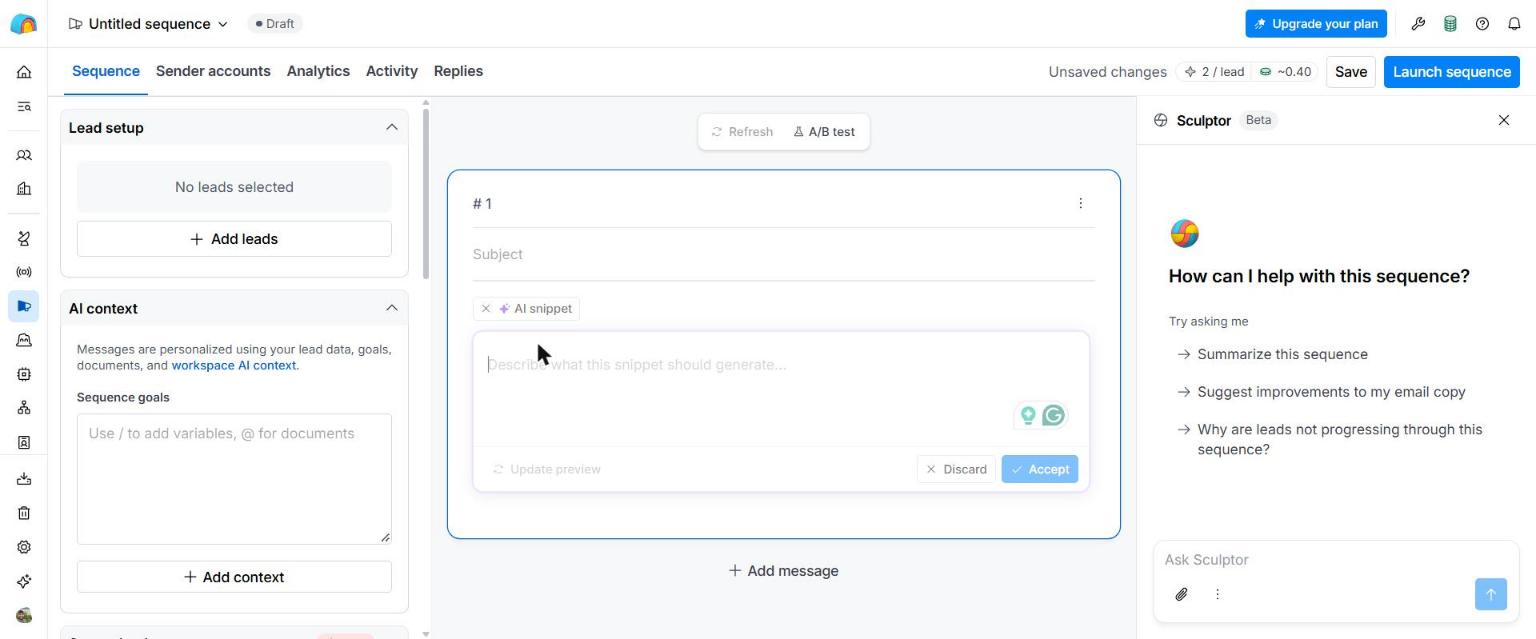 Untitled sequence
Draft
Upgrade your plan
Sequence
Sender accounts
Analytics
Activity
Replies
Unsaved changes
2 / lead
~0.40
Save
Launch sequence
Lead setup
No leads selected
+ Add leads
AI context
Messages are personalized using your lead data, goals,
documents, and workspace AI context.
Sequence goals
Use / to add variables, @ for documents
+ Add context
Refresh
A/B test
# 1
Subject
AI snippet
Describe what this snippet should generate...
Update preview
Discard
Accept
+ Add message
Sculptor
Beta
How can I help with this sequence?
Try asking me
→ Summarize this sequence
→ Suggest improvements to my email copy
→ Why are leads not progressing through this
sequence?
Ask Sculptor